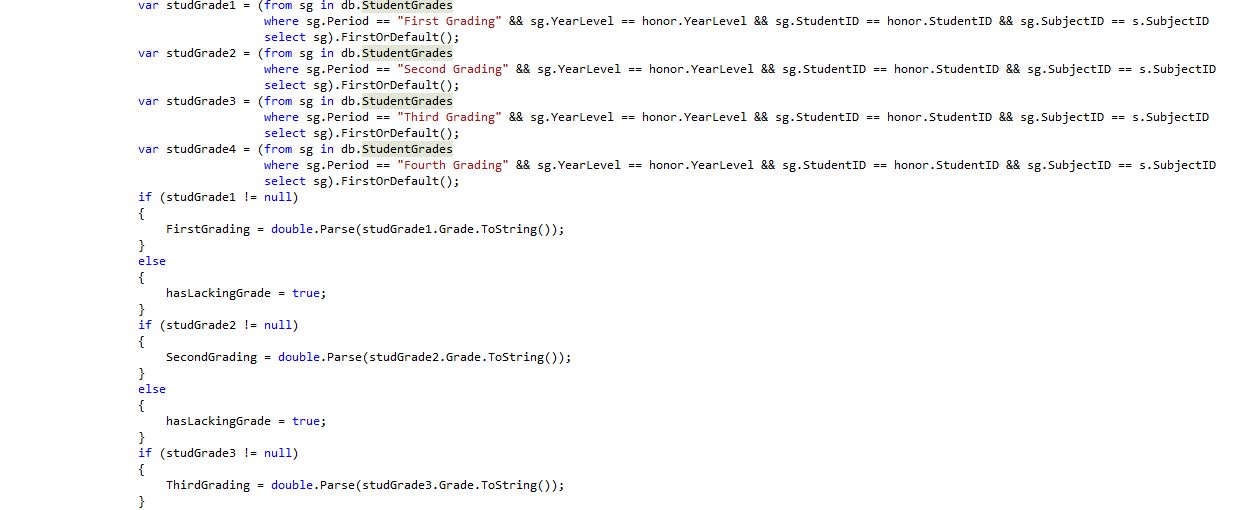 var studGrade1 = (from sg in db.StudentGrades
where sg.Period == "First Grading" && sg.YearLevel == honor.YearLevel && sg.StudentID == honor.StudentID && sg.SubjectID == s.SubjectID
select sg).FirstOrDefault();
var studGrade2 = (from sg in db.StudentGrades
where sg.Period == "Second Grading" && sg.YearLevel == honor.YearLevel && sg.StudentID == honor.StudentID && sg.SubjectID == s.SubjectID
select sg).FirstOrDefault();
var studGrade3 = (from sg in db.StudentGrades
where sg.Period == "Third Grading" && sg.YearLevel == honor.YearLevel && sg.StudentID == honor.StudentID && sg.SubjectID == s.SubjectID
select sg).FirstOrDefault();
var studGrade4 = (from sg in db.StudentGrades
where sg.Period == "Fourth Grading" && sg.YearLevel == honor.YearLevel && sg.StudentID == honor.StudentID && sg.SubjectID == s.SubjectID
select sg).FirstOrDefault();
if (studGrade1 != null)
{
FirstGrading = double.Parse(studGrade1.Grade.ToString());
}
else
{
hasLackingGrade = true;
}
if (studGrade2 != null)
{
SecondGrading = double.Parse(studGrade2.Grade.ToString());
}
else
{
hasLackingGrade = true;
}
if (studGrade3 != null)
{
ThirdGrading = double.Parse(studGrade3.Grade.ToString());
}